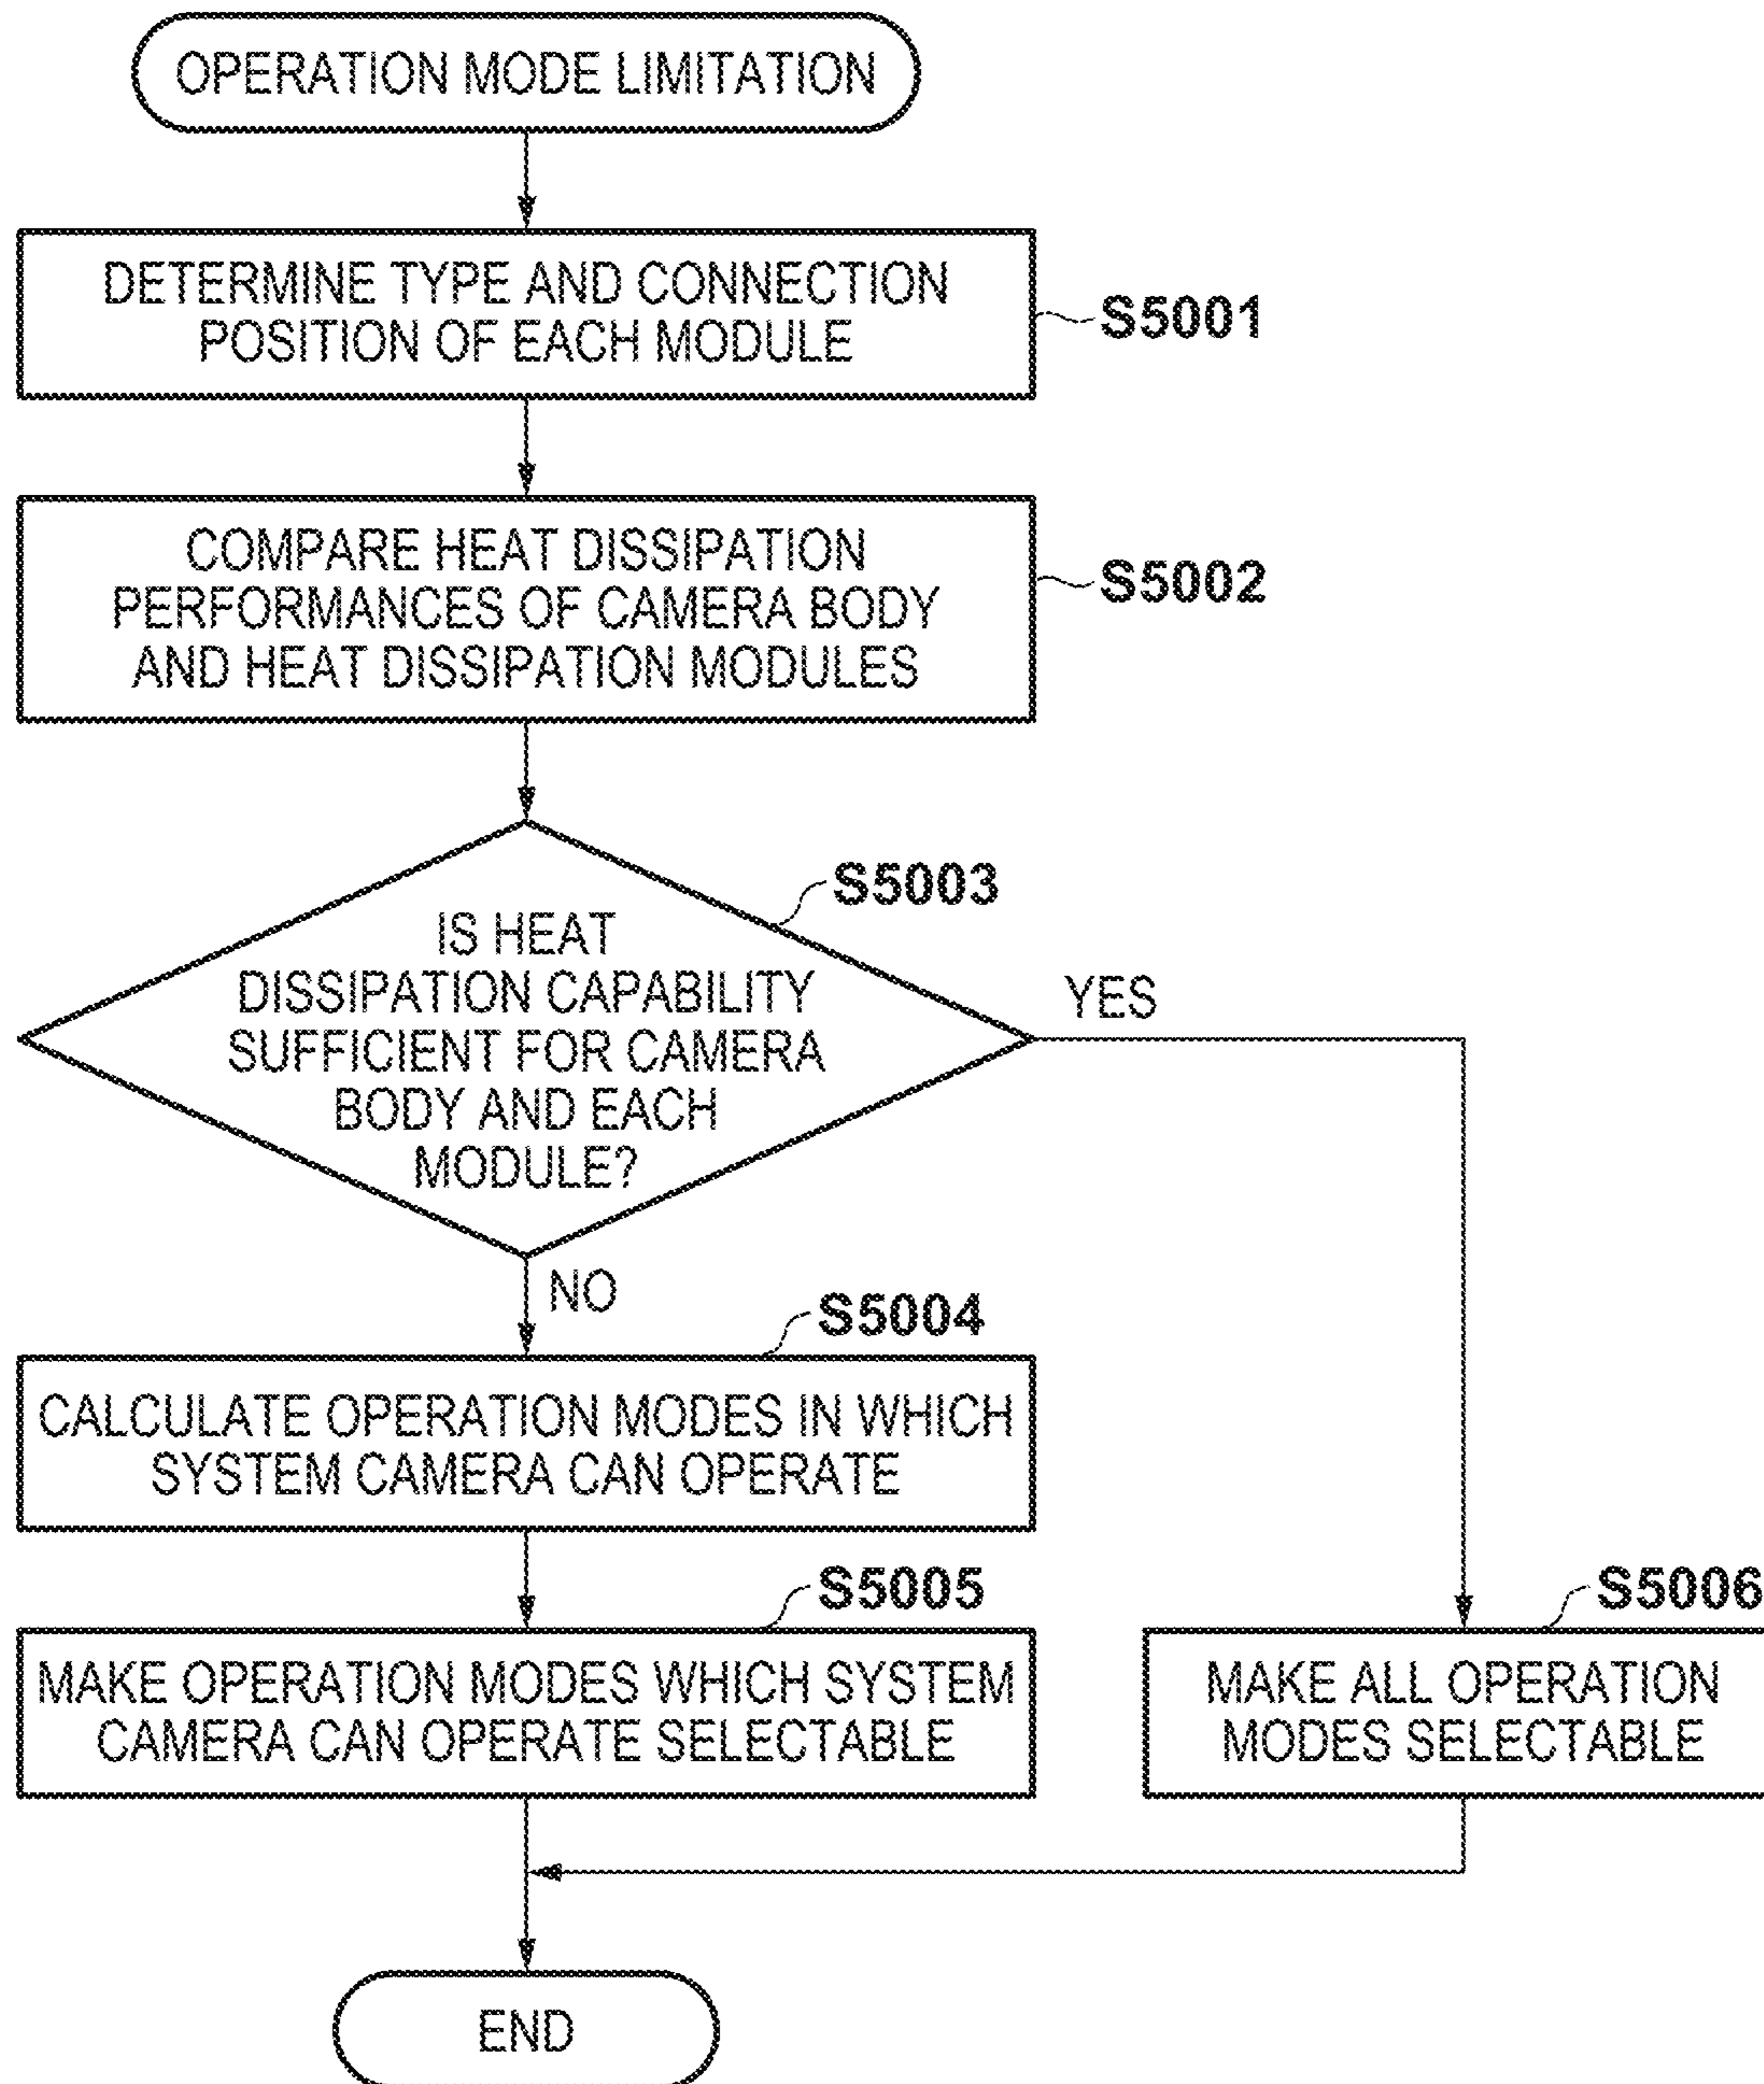 OPERATION MODE LIMITATION
DETERMINE TYPE AND CONNECTION
POSITION OF EACH MODULE
S5001
COMPARE HEAT DISSIPATION
PERFORMANCES OF CAMERA BODY
AND HEAT DISSIPATION MODULES
S5002
S5003
IS HEAT
DISSIPATION CAPABILITY
SUFFICIENT FOR CAMERA
BODY AND EACH
MODULE?
YES
NO
S5004
CALCULATE OPERATION MODES IN WHICH
SYSTEM CAMERA CAN OPERATE
S5005
MAKE OPERATION MODES WHICH SYSTEM
CAMERA CAN OPERATE SELECTABLE
S5006
MAKE ALL OPERATION
MODES SELECTABLE
END